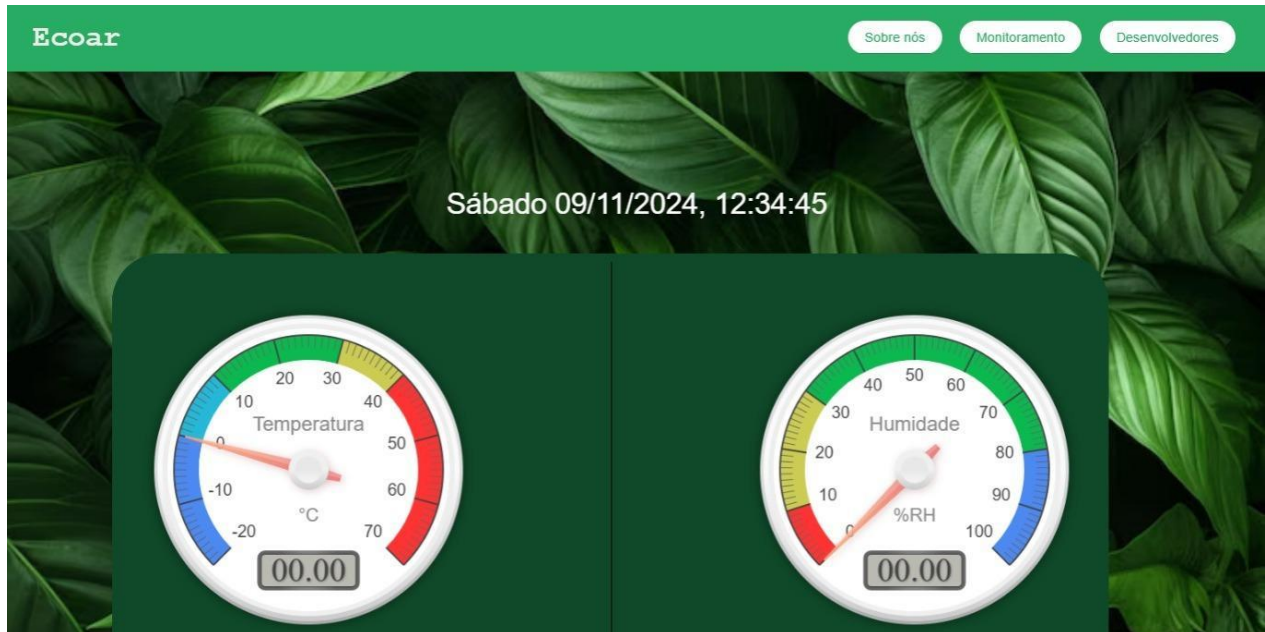 Ecoar
Sobre nós
Monitoramento
Desenvolvedores
Sábado 09/11/2024, 12:34:45
-20
-10
0
10
20
30
40
50
60
70
Temperatura
°C
00.00
0
10
20
30
40
50
60
70
80
90
100
Humidade
%RH
00.00